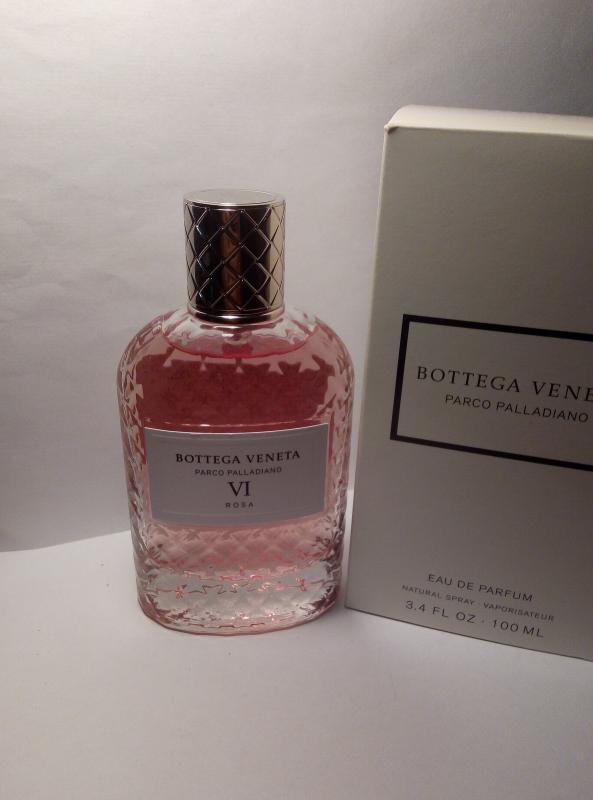 BOTTEGA VENETA
PARCO PALLADIANO
VI
ROSA
BOTTEGA VENE
PARCO PALLADIANO
EAU DE PARFUM
NATURAL SPRAY · VAPORISATEUR
3.4 FL OZ · 100 ML